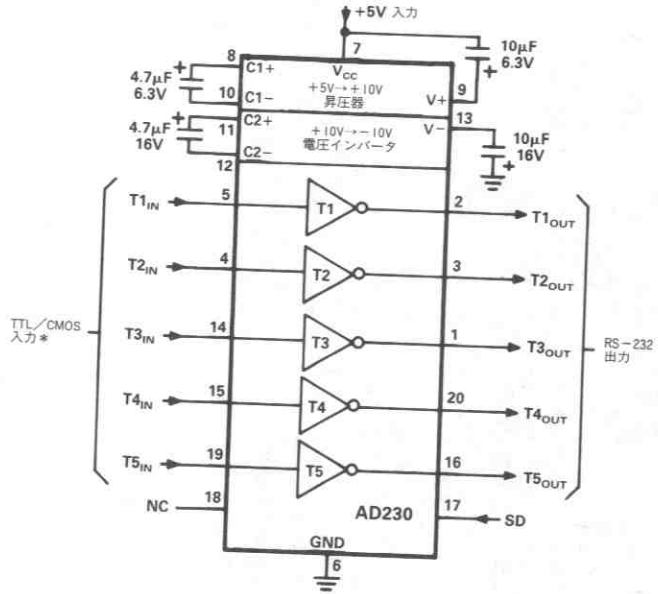 +5V 入力
7
VCC
10μF
6.3V
+
9
V+
8
C1+
+
4.7μF
6.3V
10
C1-
+5V→+10V
昇圧器
+
4.7μF
16V
11
C2+
C2-
12
+10V→-10V
電圧インバータ
13
V-
10μF
16V
+
T1IN
5
T1
2
T1OUT
T2IN
4
T2
3
T2OUT
TTL/CMOS
入力*
T3IN
14
T3
1
T3OUT
RS-232
出力
T4IN
15
T4
20
T4OUT
T5IN
19
T5
16
T5OUT
NC
18
AD230
17
SD
GND
6